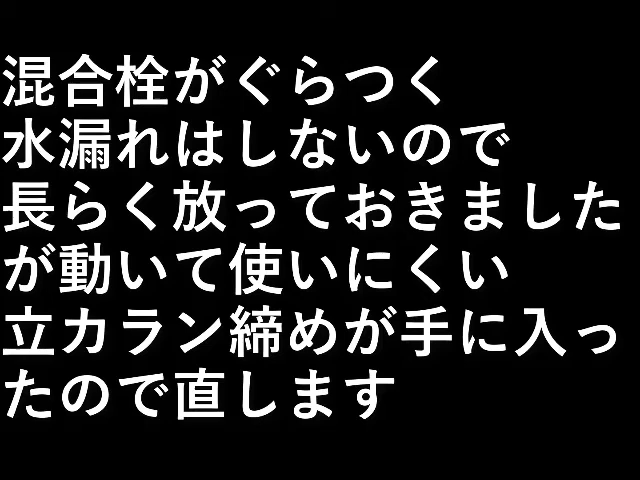 混合栓がぐらつく
水漏れはしないので
長らく放っておきました
が動いて使いにくい
立カラン締めが手に入っ
たので直します